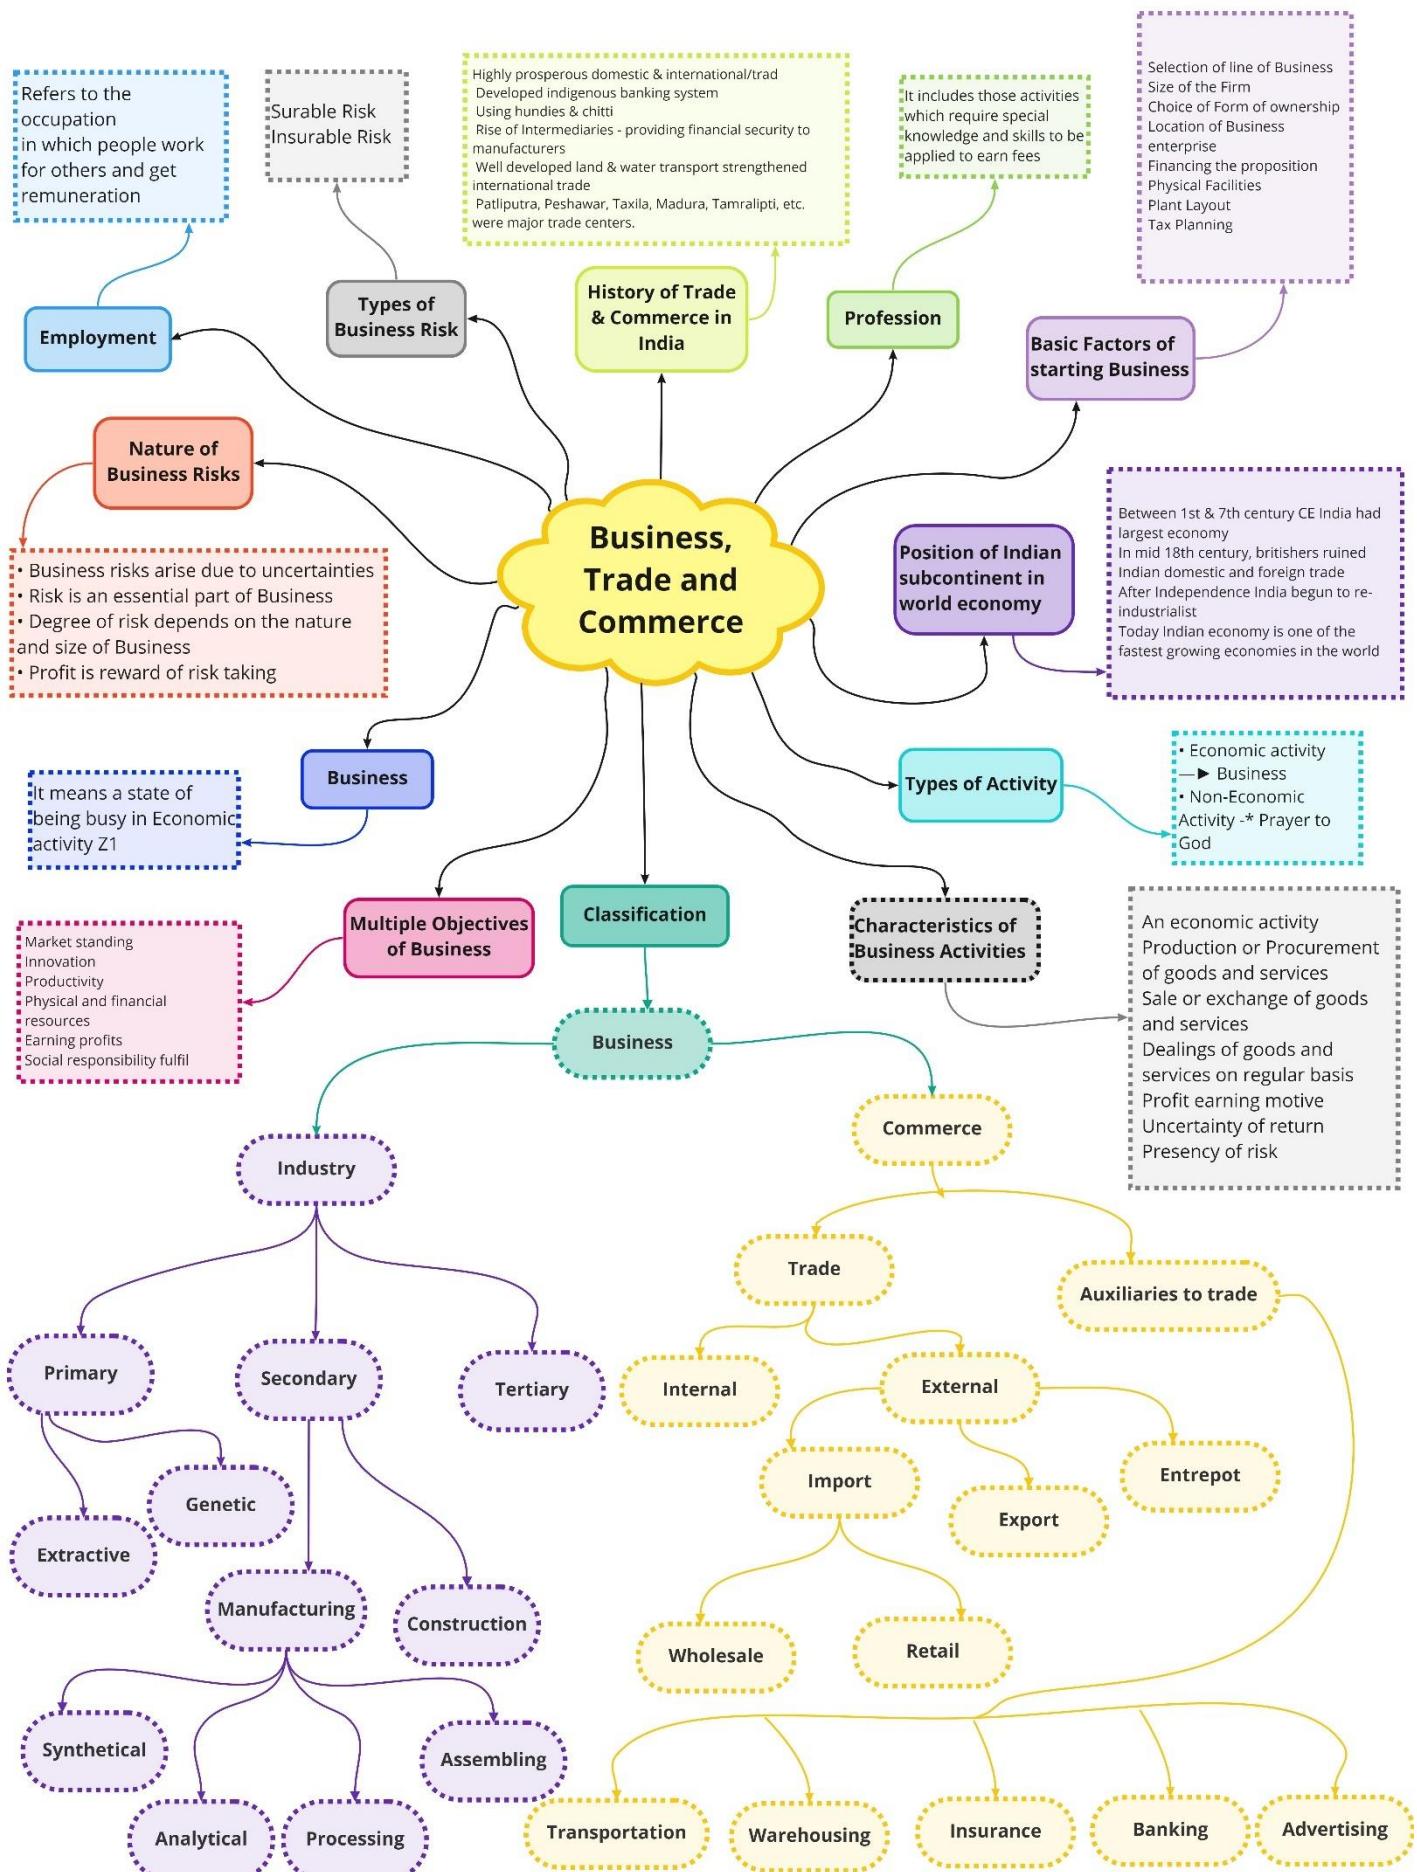 Refers to the
occupation
in which people work
for others and get
remuneration
Surable Risk
Insurable Risk
Highly prosperous domestic & international/trad
Developed indigenous banking system
Using hundies & chitti
Rise of Intermediaries - providing financial security to
manufacturers
Well developed land & water transport strengthened
international trade
Patliputra, Peshawar, Taxila, Madura, Tamralipti, etc.
were major trade centers.
It includes those activities
which require special
knowledge and skills to be
applied to earn fees
Selection of line of Business
Size of the Firm
Choice of Form of ownership
Location of Business
enterprise
Financing the proposition
Physical Facilities
Plant Layout
Tax Planning
Employment
Types of
Business Risk
History of Trade
& Commerce in
India
Profession
Basic Factors of
starting Business
Nature of
Business Risks
• Business risks arise due to uncertainties
• Risk is an essential part of Business
• Degree of risk depends on the nature
and size of Business
• Profit is reward of risk taking
Business,
Trade and
Commerce
Position of Indian
subcontinent in
world economy
Between 1st & 7th century CE India had
largest economy
In mid 18th century, britishers ruined
Indian domestic and foreign trade
After Independence India begun to re-
industrialist
Today Indian economy is one of the
fastest growing economies in the world
Business
It means a state of
being busy in Economic
activity Z1
Types of Activity
• Economic activity
—► Business
• Non-Economic
Activity -* Prayer to
God
Multiple Objectives
of Business
Market standing
Innovation
Productivity
Physical and financial
resources
Earning profits
Social responsibility fulfil
Classification
Characteristics of
Business Activities
An economic activity
Production or Procurement
of goods and services
Sale or exchange of goods
and services
Dealings of goods and
services on regular basis
Profit earning motive
Uncertainty of return
Presency of risk
Business
Industry
Commerce
Trade
Auxiliaries to trade
Primary
Secondary
Tertiary
Internal
External
Genetic
Extractive
Import
Export
Entrepot
Manufacturing
Construction
Wholesale
Retail
Synthetical
Analytical
Processing
Assembling
Transportation
Warehousing
Insurance
Banking
Advertising